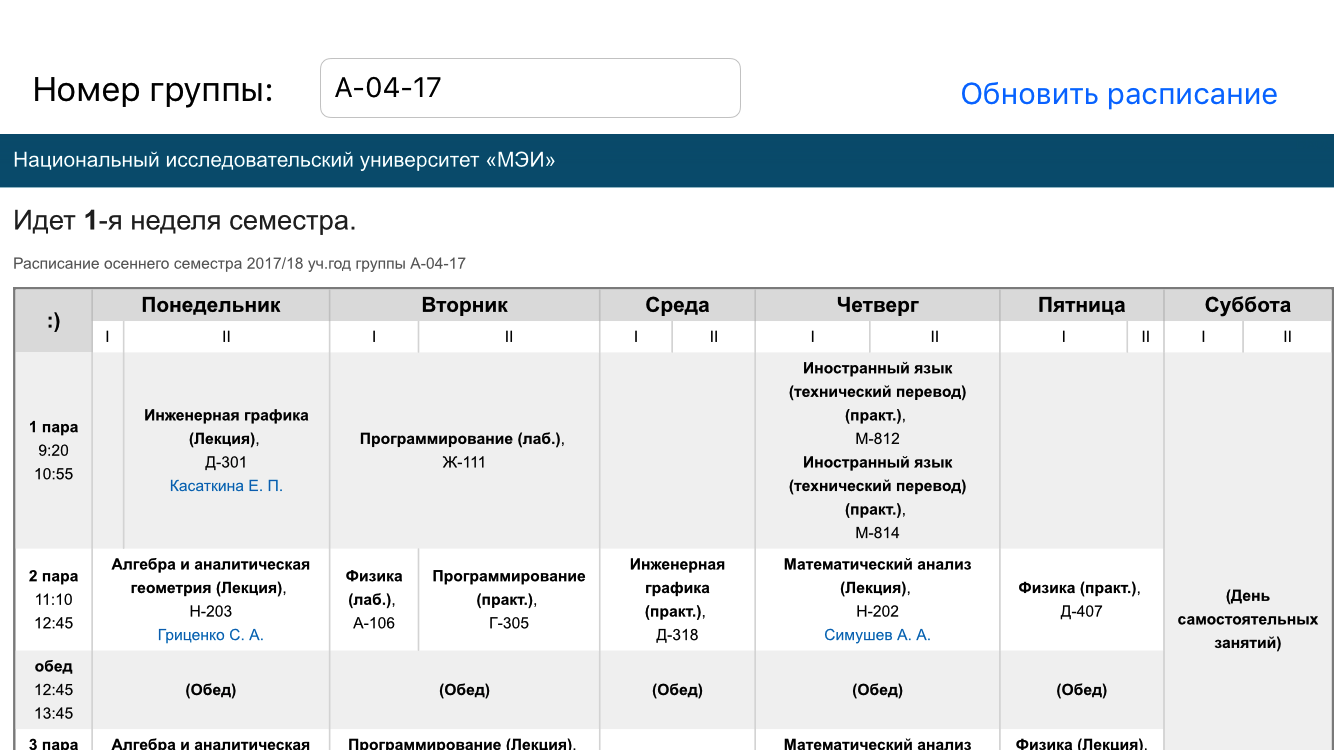 Номер группы:
А-04-17
Обновить расписание
Национальный исследовательский университет «МЭИ»
Идет 1-я неделя семестра.
Расписание осеннего семестра 2017/18 уч.год группы А-04-17
:)
Понедельник
Вторник
Среда
Четверг
Пятница
Суббота
I
II
I
II
I
II
I
II
I
II
I
II
1 пара
9:20
10:55
Инженерная графика
(Лекция),
Д-301
Касаткина Е. П.
Программирование (лаб.),
Ж-111
Иностранный язык
(технический перевод)
(практ.),
М-812
Иностранный язык
(технический перевод)
(практ.),
М-814
(День
самостоятельных
занятий)
2 пара
11:10
12:45
Алгебра и аналитическая
геометрия (Лекция),
Н-203
Гриценко С. А.
Физика
(лаб.),
А-106
Программирование
(практ.),
Г-305
Инженерная
графика
(практ.),
Д-318
Математический анализ
(Лекция),
Н-202
Симушев А. А.
Физика (практ.),
Д-407
обед
12:45
13:45
(Обед)
(Обед)
(Обед)
(Обед)
(Обед)
3 пара
Алгебра и аналитическая
Программирование (Лекция),
Математический анализ
Физика (Лекция),